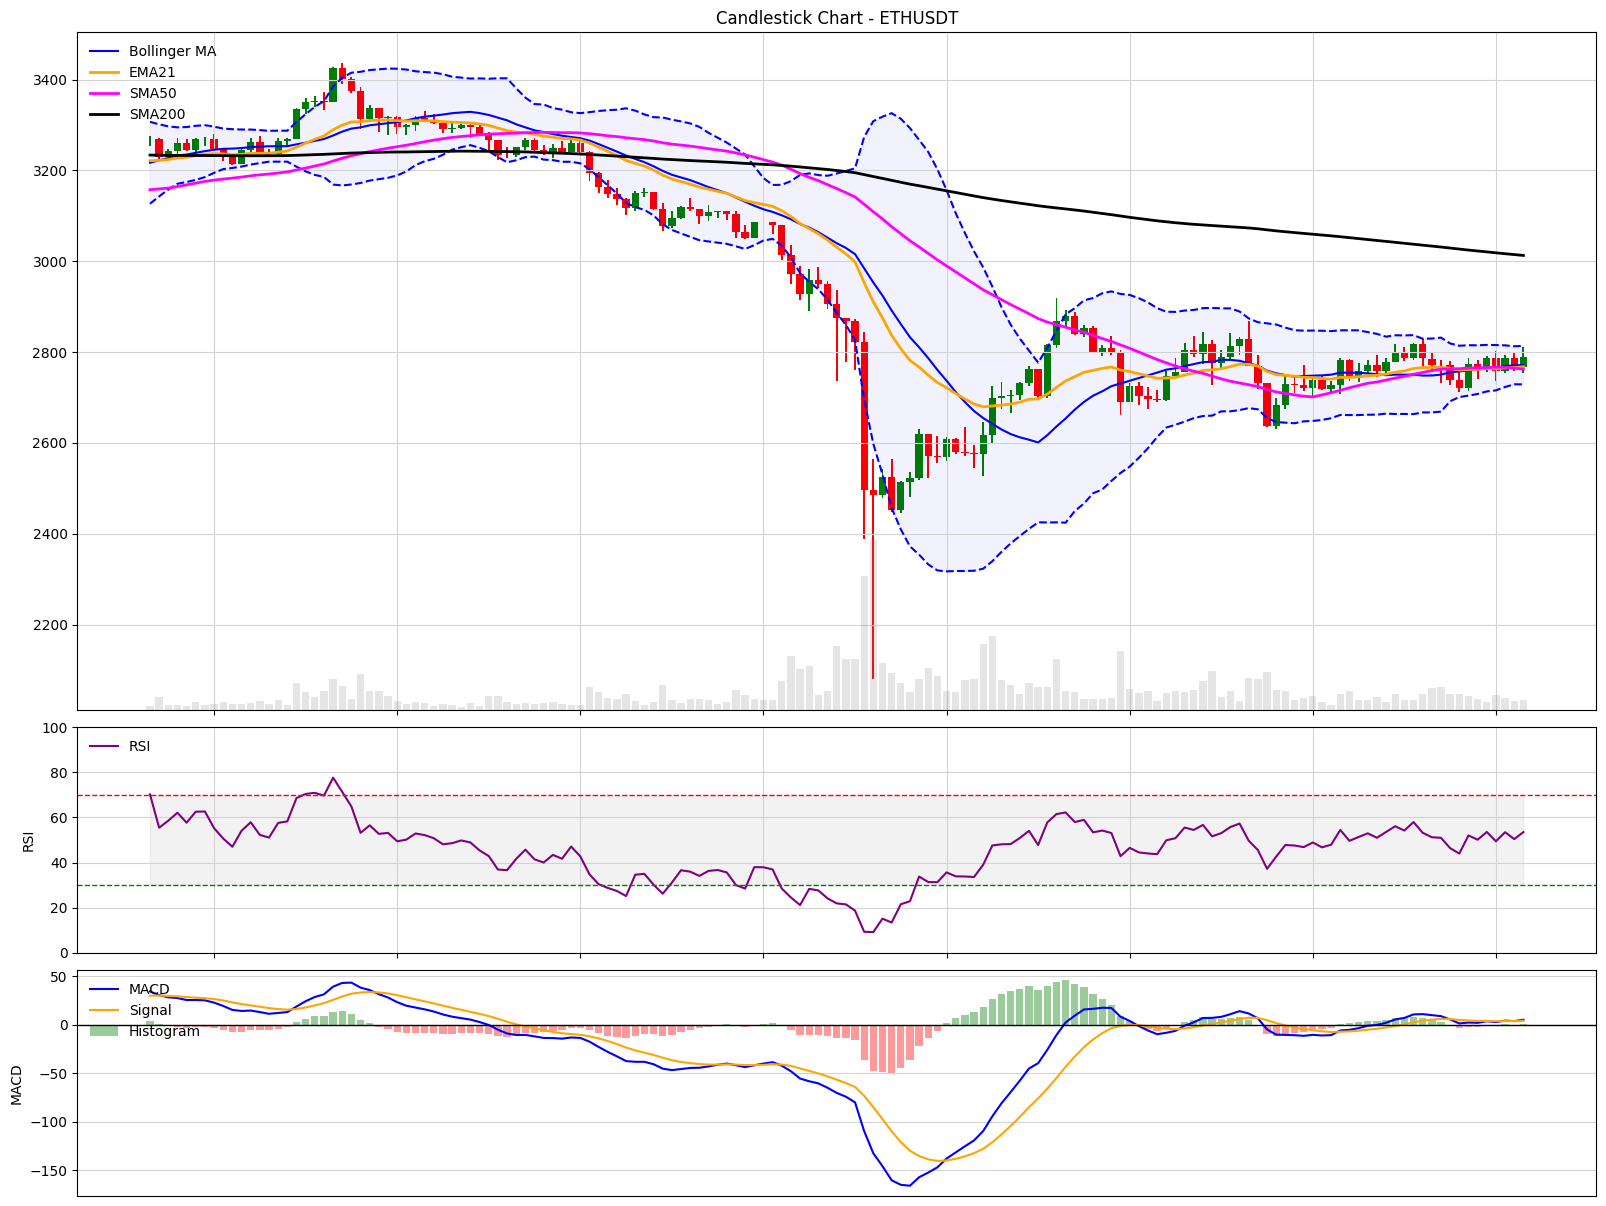 Candlestick Chart - ETHUSDT
Bollinger MA
EMA21
SMA50
SMA200
3400
3200
3000
2800
2600
2400
2200
RSI
100
80
60
40
20
0
RSI
MACD
Signal
Histogram
50
0
−50
−100
−150
MACD